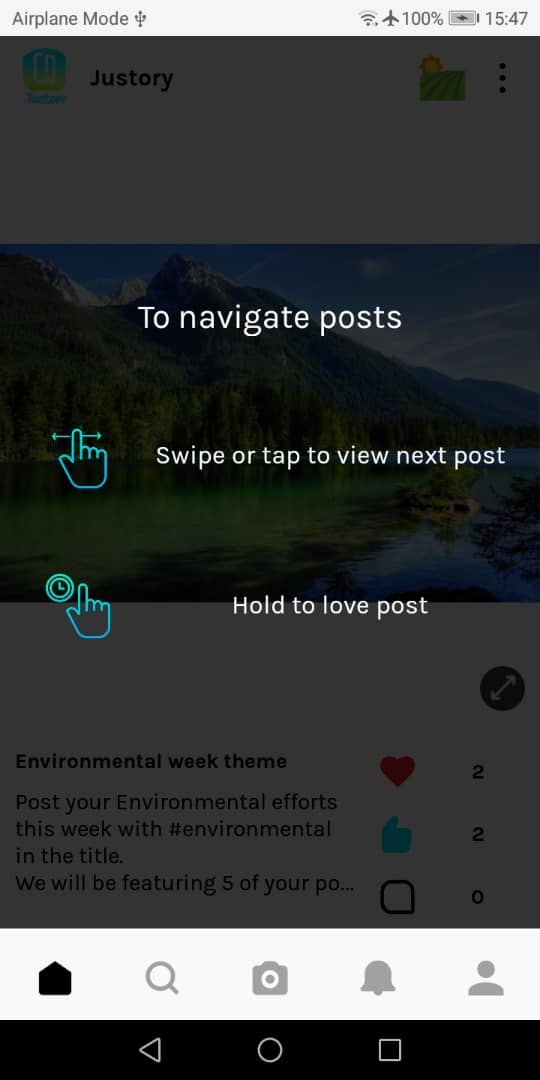 Airplane Mode 100% 15:47
Justory
Justory
To navigate posts
Swipe or tap to view next post
Hold to love post
Environmental week theme
2
Post your Environmental efforts
this week with #environmental
in the title.
2
We will be featuring 5 of your po...
0